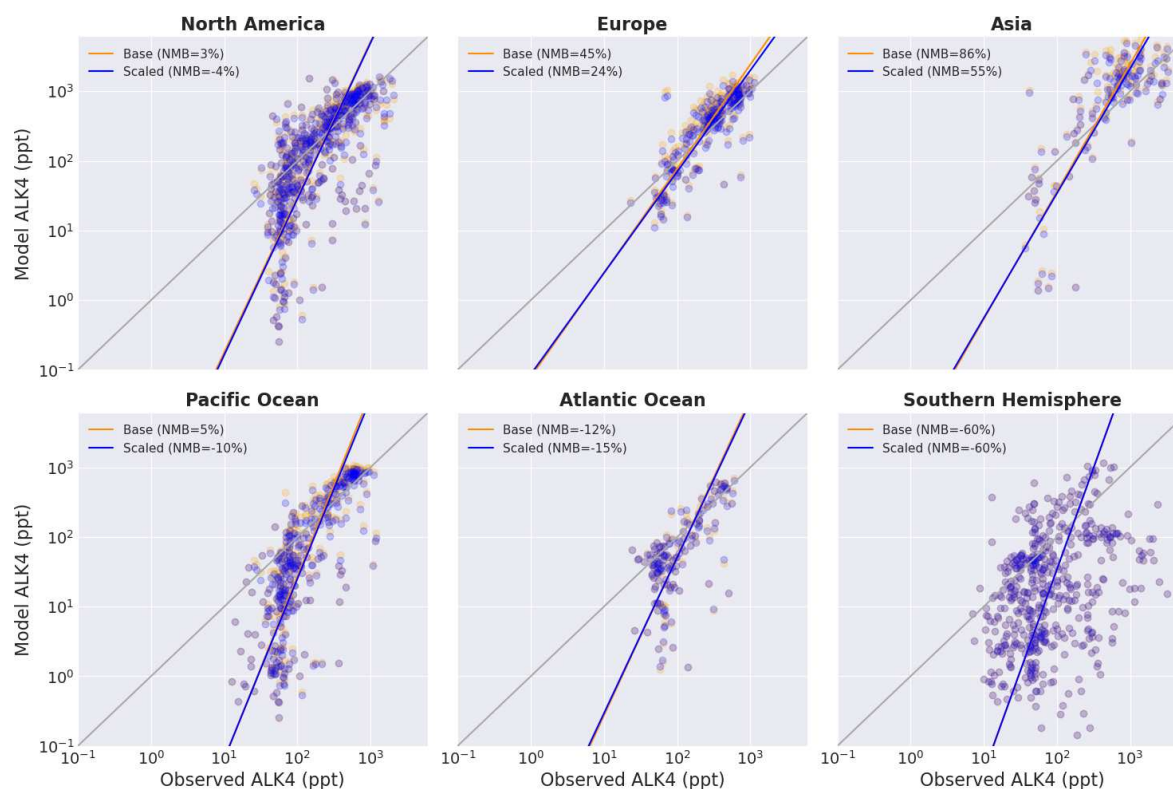 North America
Europe
Asia
Base (NMB=3%)
Scaled (NMB=-4%)
Base (NMB=45%)
Scaled (NMB=24%)
Base (NMB=86%)
Scaled (NMB=55%)
Model ALK4 (ppt)
10³
10²
10¹
10⁰
10⁻¹
Pacific Ocean
Atlantic Ocean
Southern Hemisphere
Base (NMB=5%)
Scaled (NMB=-10%)
Base (NMB=-12%)
Scaled (NMB=-15%)
Base (NMB=-60%)
Scaled (NMB=-60%)
Model ALK4 (ppt)
10³
10²
10¹
10⁰
10⁻¹
10⁻¹ 10⁰ 10¹ 10² 10³
10⁻¹ 10⁰ 10¹ 10² 10³
10⁻¹ 10⁰ 10¹ 10² 10³
Observed ALK4 (ppt)
Observed ALK4 (ppt)
Observed ALK4 (ppt)